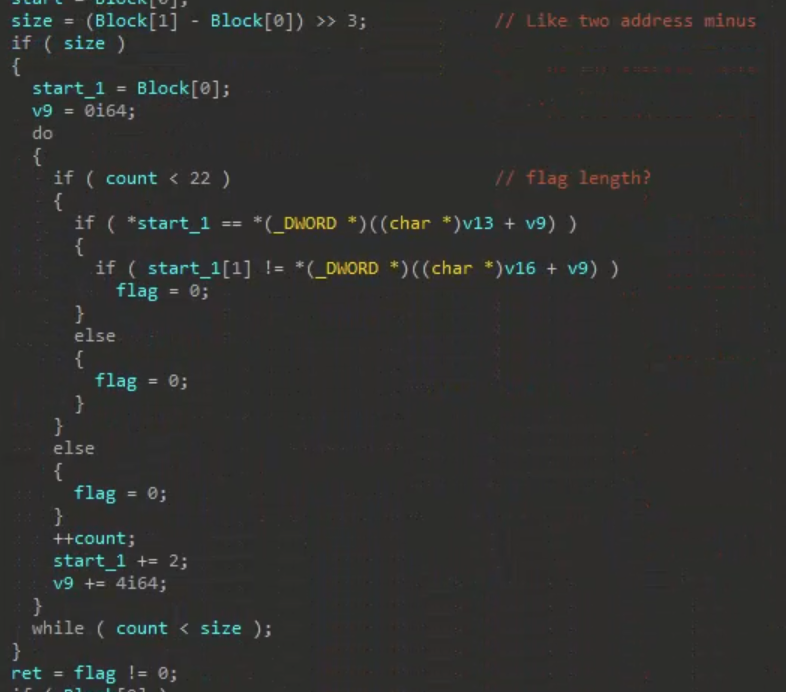 start = Block[0];
size = (Block[1] - Block[0]) >> 3; // Like two address minus
if ( size )
{
start_1 = Block[0];
v9 = 0i64;
do
{
if ( count < 22 ) // flag length?
{
if ( *start_1 == *(_DWORD *)((char *)v13 + v9) )
{
if ( start_1[1] != *(_DWORD *)((char *)v16 + v9) )
flag = 0;
}
else
{
flag = 0;
}
}
else
{
flag = 0;
}
++count;
start_1 += 2;
v9 += 4i64;
}
while ( count < size );
}
ret = flag != 0;
if ( Block[0] )